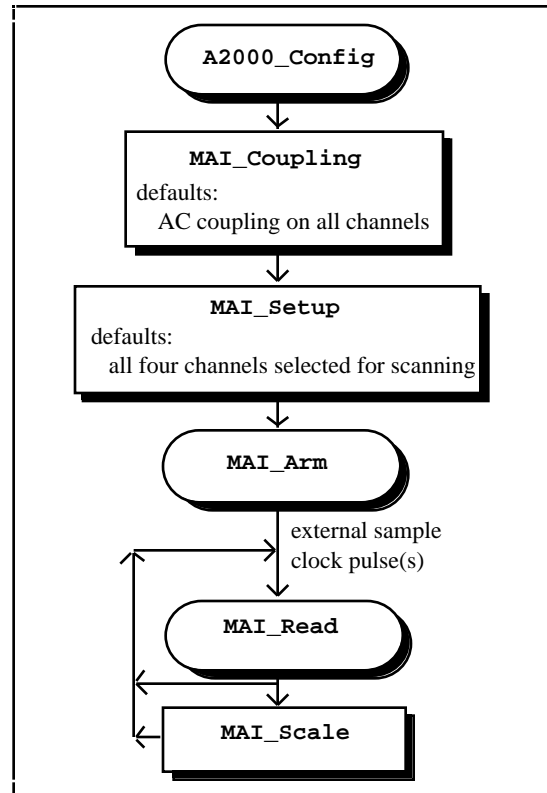 A2000_Config
MAI_Coupling
defaults:
AC coupling on all channels
MAI_Setup
defaults:
all four channels selected for scanning
MAI_Arm
external sample
clock pulse(s)
MAI_Read
MAI_Scale